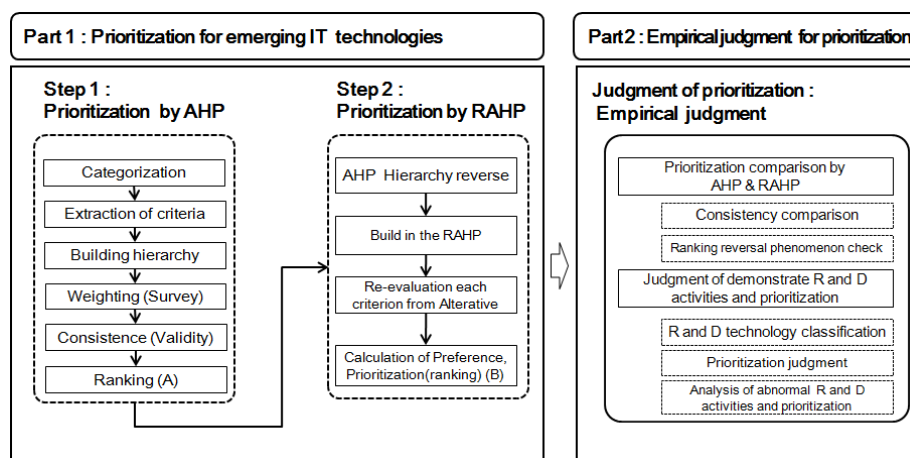 Part 1 : Prioritization for emerging IT technologies
Step 1 :
Prioritization by AHP
Categorization
Extraction of criteria
Building hierarchy
Weighting (Survey)
Consistence (Validity)
Ranking (A)
Step 2 :
Prioritization by RAHP
AHP Hierarchy reverse
Build in the RAHP
Re-evaluation each
criterion from Alterative
Calculation of Preference,
Prioritization(ranking) (B)
Part2 : Empirical judgment for prioritization
Judgment of prioritization :
Empirical judgment
Prioritization comparison by
AHP & RAHP
Consistency comparison
Ranking reversal phenomenon check
Judgment of demonstrate R and D
activities and prioritization
R and D technology classification
Prioritization judgment
Analysis of abnormal R and D
activities and prioritization